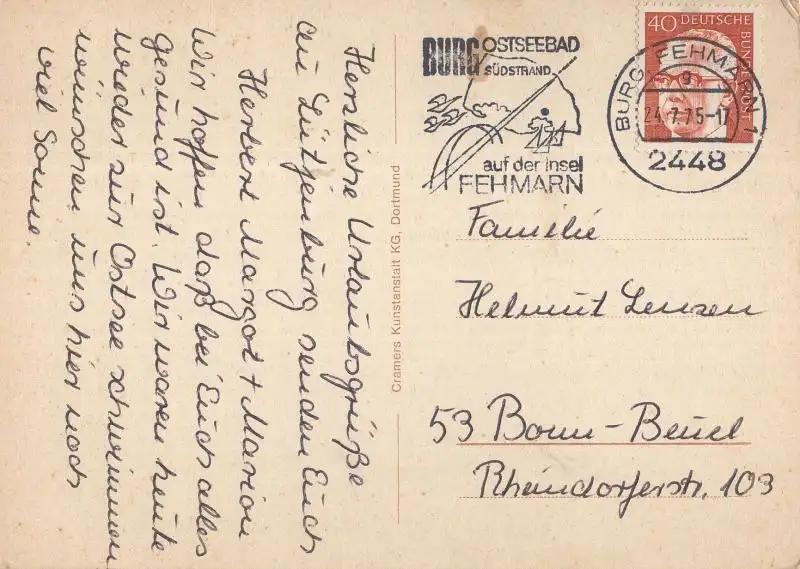 Herzliche Urlaubsgrüße
aus Lütjenburg senden Euch
Herbert Margot + Marion
Wir hoffen daß bei Euch alles
gesund ist. Wir waren heute
wieder zur Ostsee schwimmen
wünschen uns hier noch
viel Sonne.
Cramers Kunstanstalt KG, Dortmund
BURG OSTSEEBAD
SÜDSTRAND
auf der Insel
FEHMARN
40 DEUTSCHE
BUNDESPOST
BURG, FEHMARN 1
g
24.7.75-17
2448
Familie
Helmut Lenzen
53 Bonn-Beuel
Rheindorferstr. 103